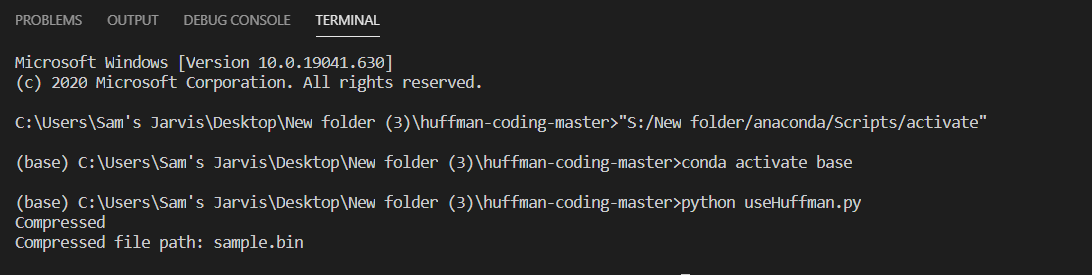 PROBLEMS OUTPUT DEBUG CONSOLE TERMINAL
Microsoft Windows [Version 10.0.19041.630]
(c) 2020 Microsoft Corporation. All rights reserved.
C:\Users\Sam's Jarvis\Desktop\New folder (3)\huffman-coding-master>"S:/New folder/anaconda/Scripts/activate"
(base) C:\Users\Sam's Jarvis\Desktop\New folder (3)\huffman-coding-master>conda activate base
(base) C:\Users\Sam's Jarvis\Desktop\New folder (3)\huffman-coding-master>python useHuffman.py
Compressed
Compressed file path: sample.bin